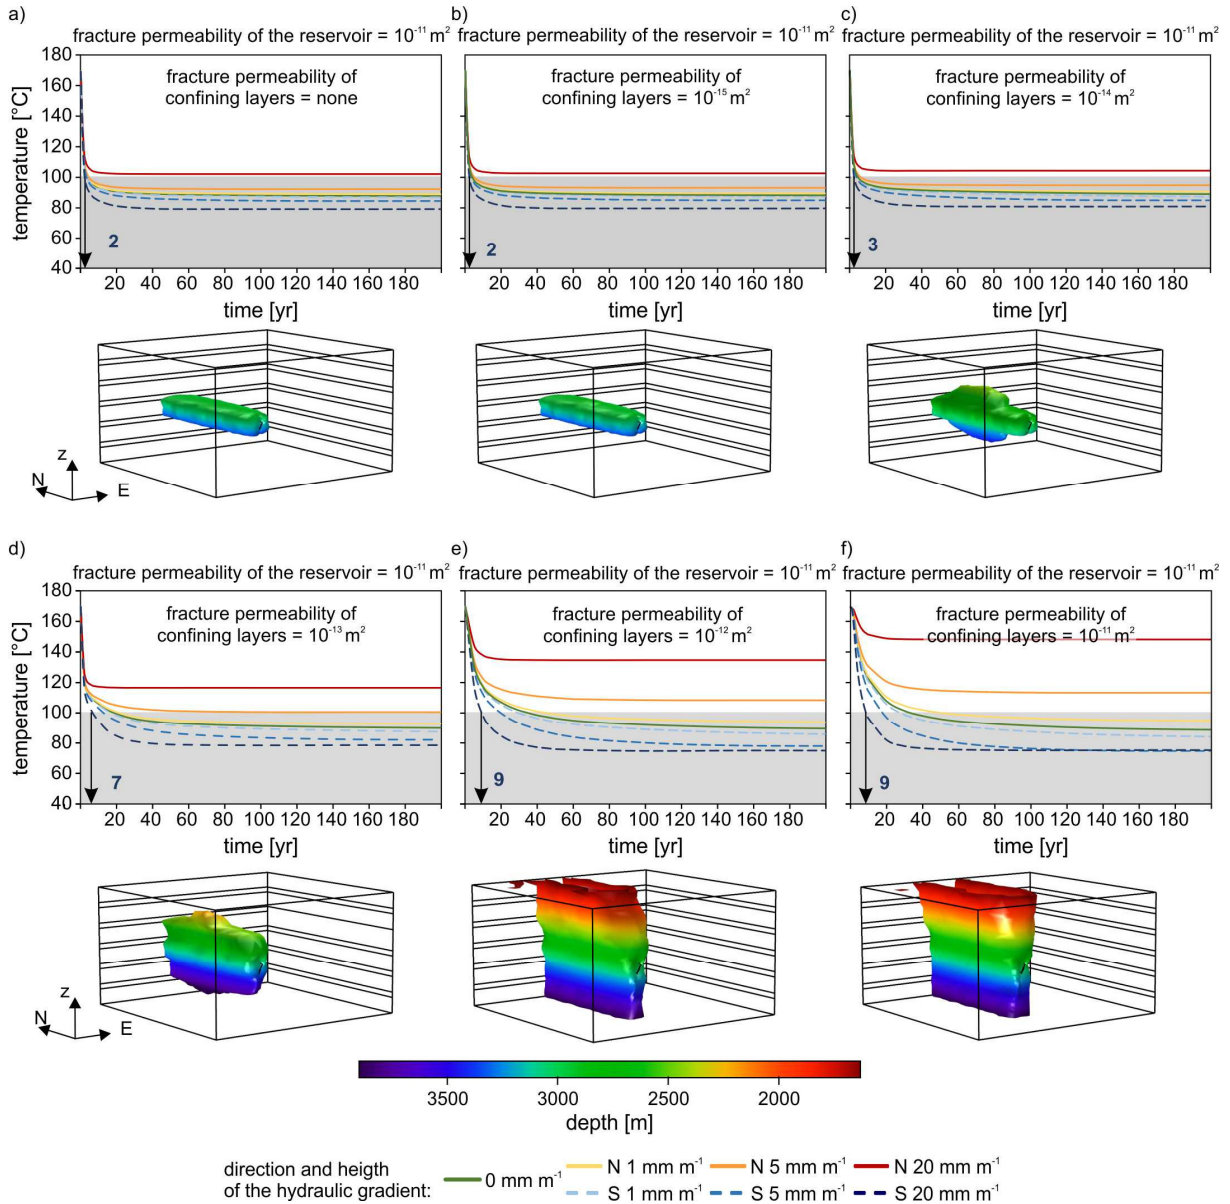 a)
b)
c)
fracture permeability of the reservoir = 10⁻¹¹ m²
fracture permeability of the reservoir = 10⁻¹¹ m²
fracture permeability of the reservoir = 10⁻¹¹ m²
fracture permeability of
confining layers = none
fracture permeability of
confining layers = 10⁻¹⁵ m²
fracture permeability of
confining layers = 10⁻¹⁴ m²
temperature [°C]
180
160
140
120
100
80
60
40
2
2
3
20 40 60 80 100 120 140 160 180
20 40 60 80 100 120 140 160 180
20 40 60 80 100 120 140 160 180
time [yr]
time [yr]
time [yr]
z
N
E
d)
e)
f)
fracture permeability of the reservoir = 10⁻¹¹ m²
fracture permeability of the reservoir = 10⁻¹¹ m²
fracture permeability of the reservoir = 10⁻¹¹ m²
fracture permeability of
confining layers = 10⁻¹³ m²
fracture permeability of
confining layers = 10⁻¹² m²
fracture permeability of
confining layers = 10⁻¹¹ m²
temperature [°C]
180
160
140
120
100
80
60
40
7
9
9
20 40 60 80 100 120 140 160 180
20 40 60 80 100 120 140 160 180
20 40 60 80 100 120 140 160 180
time [yr]
time [yr]
time [yr]
z
N
E
3500 3000 2500 2000
depth [m]
direction and heigth
of the hydraulic gradient:
0 mm m⁻¹
N 1 mm m⁻¹
N 5 mm m⁻¹
N 20 mm m⁻¹
S 1 mm m⁻¹
S 5 mm m⁻¹
S 20 mm m⁻¹